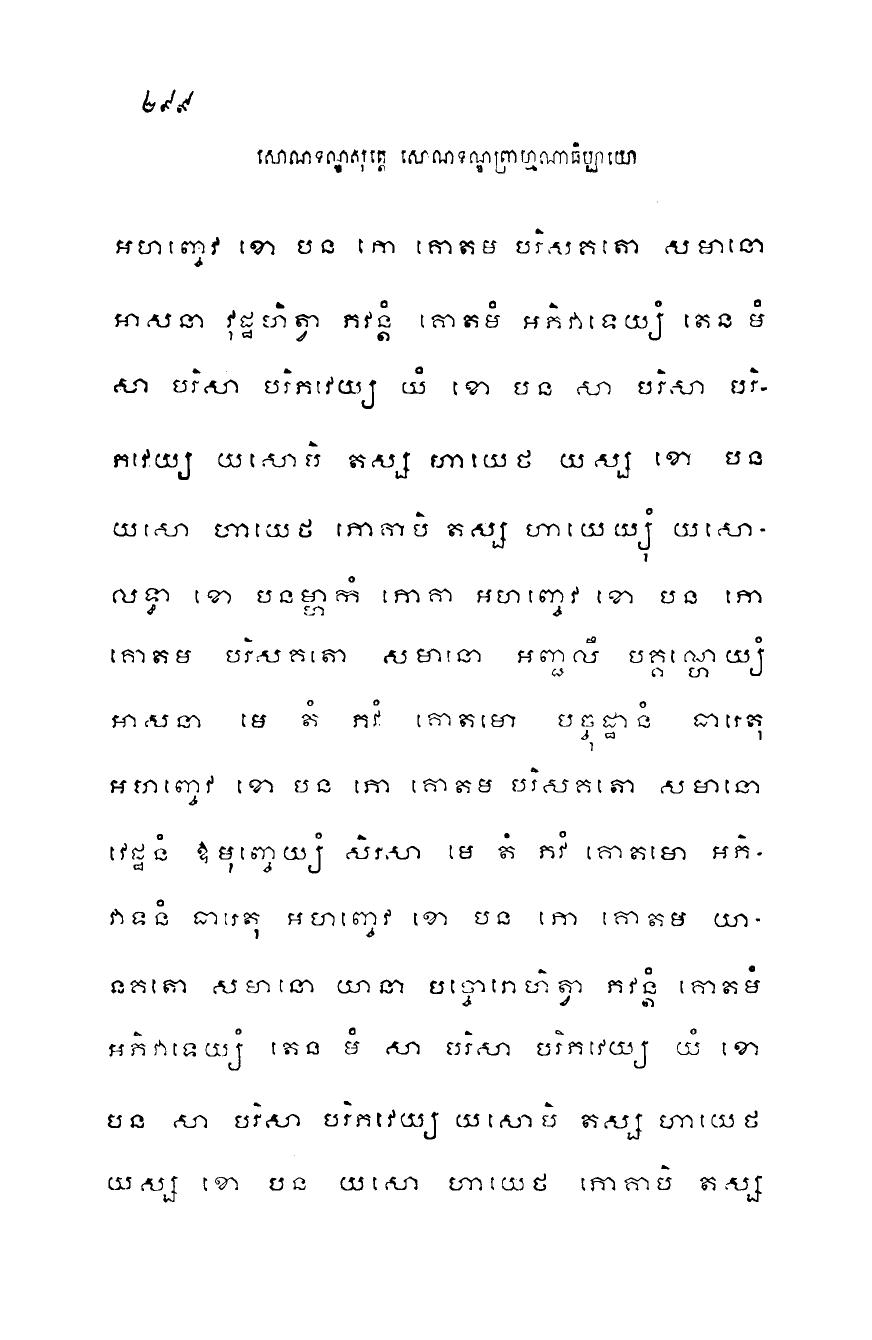 ២៩៩
សោណទណ្ឌសុត្តេ សោណទណ្ឌព្រាហ្មណាធិប្បាយោ
អហញ្ចេវ ខោ បន ភោ គោតម បរិសគតោ សមានោ
អាសនា វុដ្ឋហិត្វា ភវន្តំ គោតមំ អភិវាទេយ្យំ តេន មំ
សា បរិសា បរិភវេយ្យ យំ ខោ បន សា បរិសា បរិ-
ភវេយ្យ យសោបិ តស្ស ហាយេថ យស្ស ខោ បន
យសោ ហាយេថ ភោគាបិ តស្ស ហាយេយ្យុំ យសោ-
លទ្ធា ខោ បនម្ហាកំ ភោគា អហញ្ចេវ ខោ បន ភោ
គោតម បរិសគតោ សមានោ អញ្ជលឹ បគ្គណ្ហេយ្យំ
អាសនា មេ តំ ភវំ គោតមោ បច្ចុដ្ឋានំ ធារេតុ
អហញ្ចេវ ខោ បន ភោ គោតម បរិសគតោ សមានោ
វេដ្ឋនំ ឱមុញ្ចេយ្យំ សិរសា មេ តំ ភវំ គោតមោ អភិ-
វាទនំ ធារេតុ អហញ្ចេវ ខោ បន ភោ គោតម យា-
នគតោ សមានោ យានា បច្ចោរោហិត្វា ភវន្តំ គោតមំ
អភិវាទេយ្យំ តេន មំ សា បរិសា បរិភវេយ្យ យំ ខោ
បន សា បរិសា បរិភវេយ្យ យសោបិ តស្ស ហាយេថ
យស្ស ខោ បន យសោ ហាយេថ ភោគាបិ តស្ស